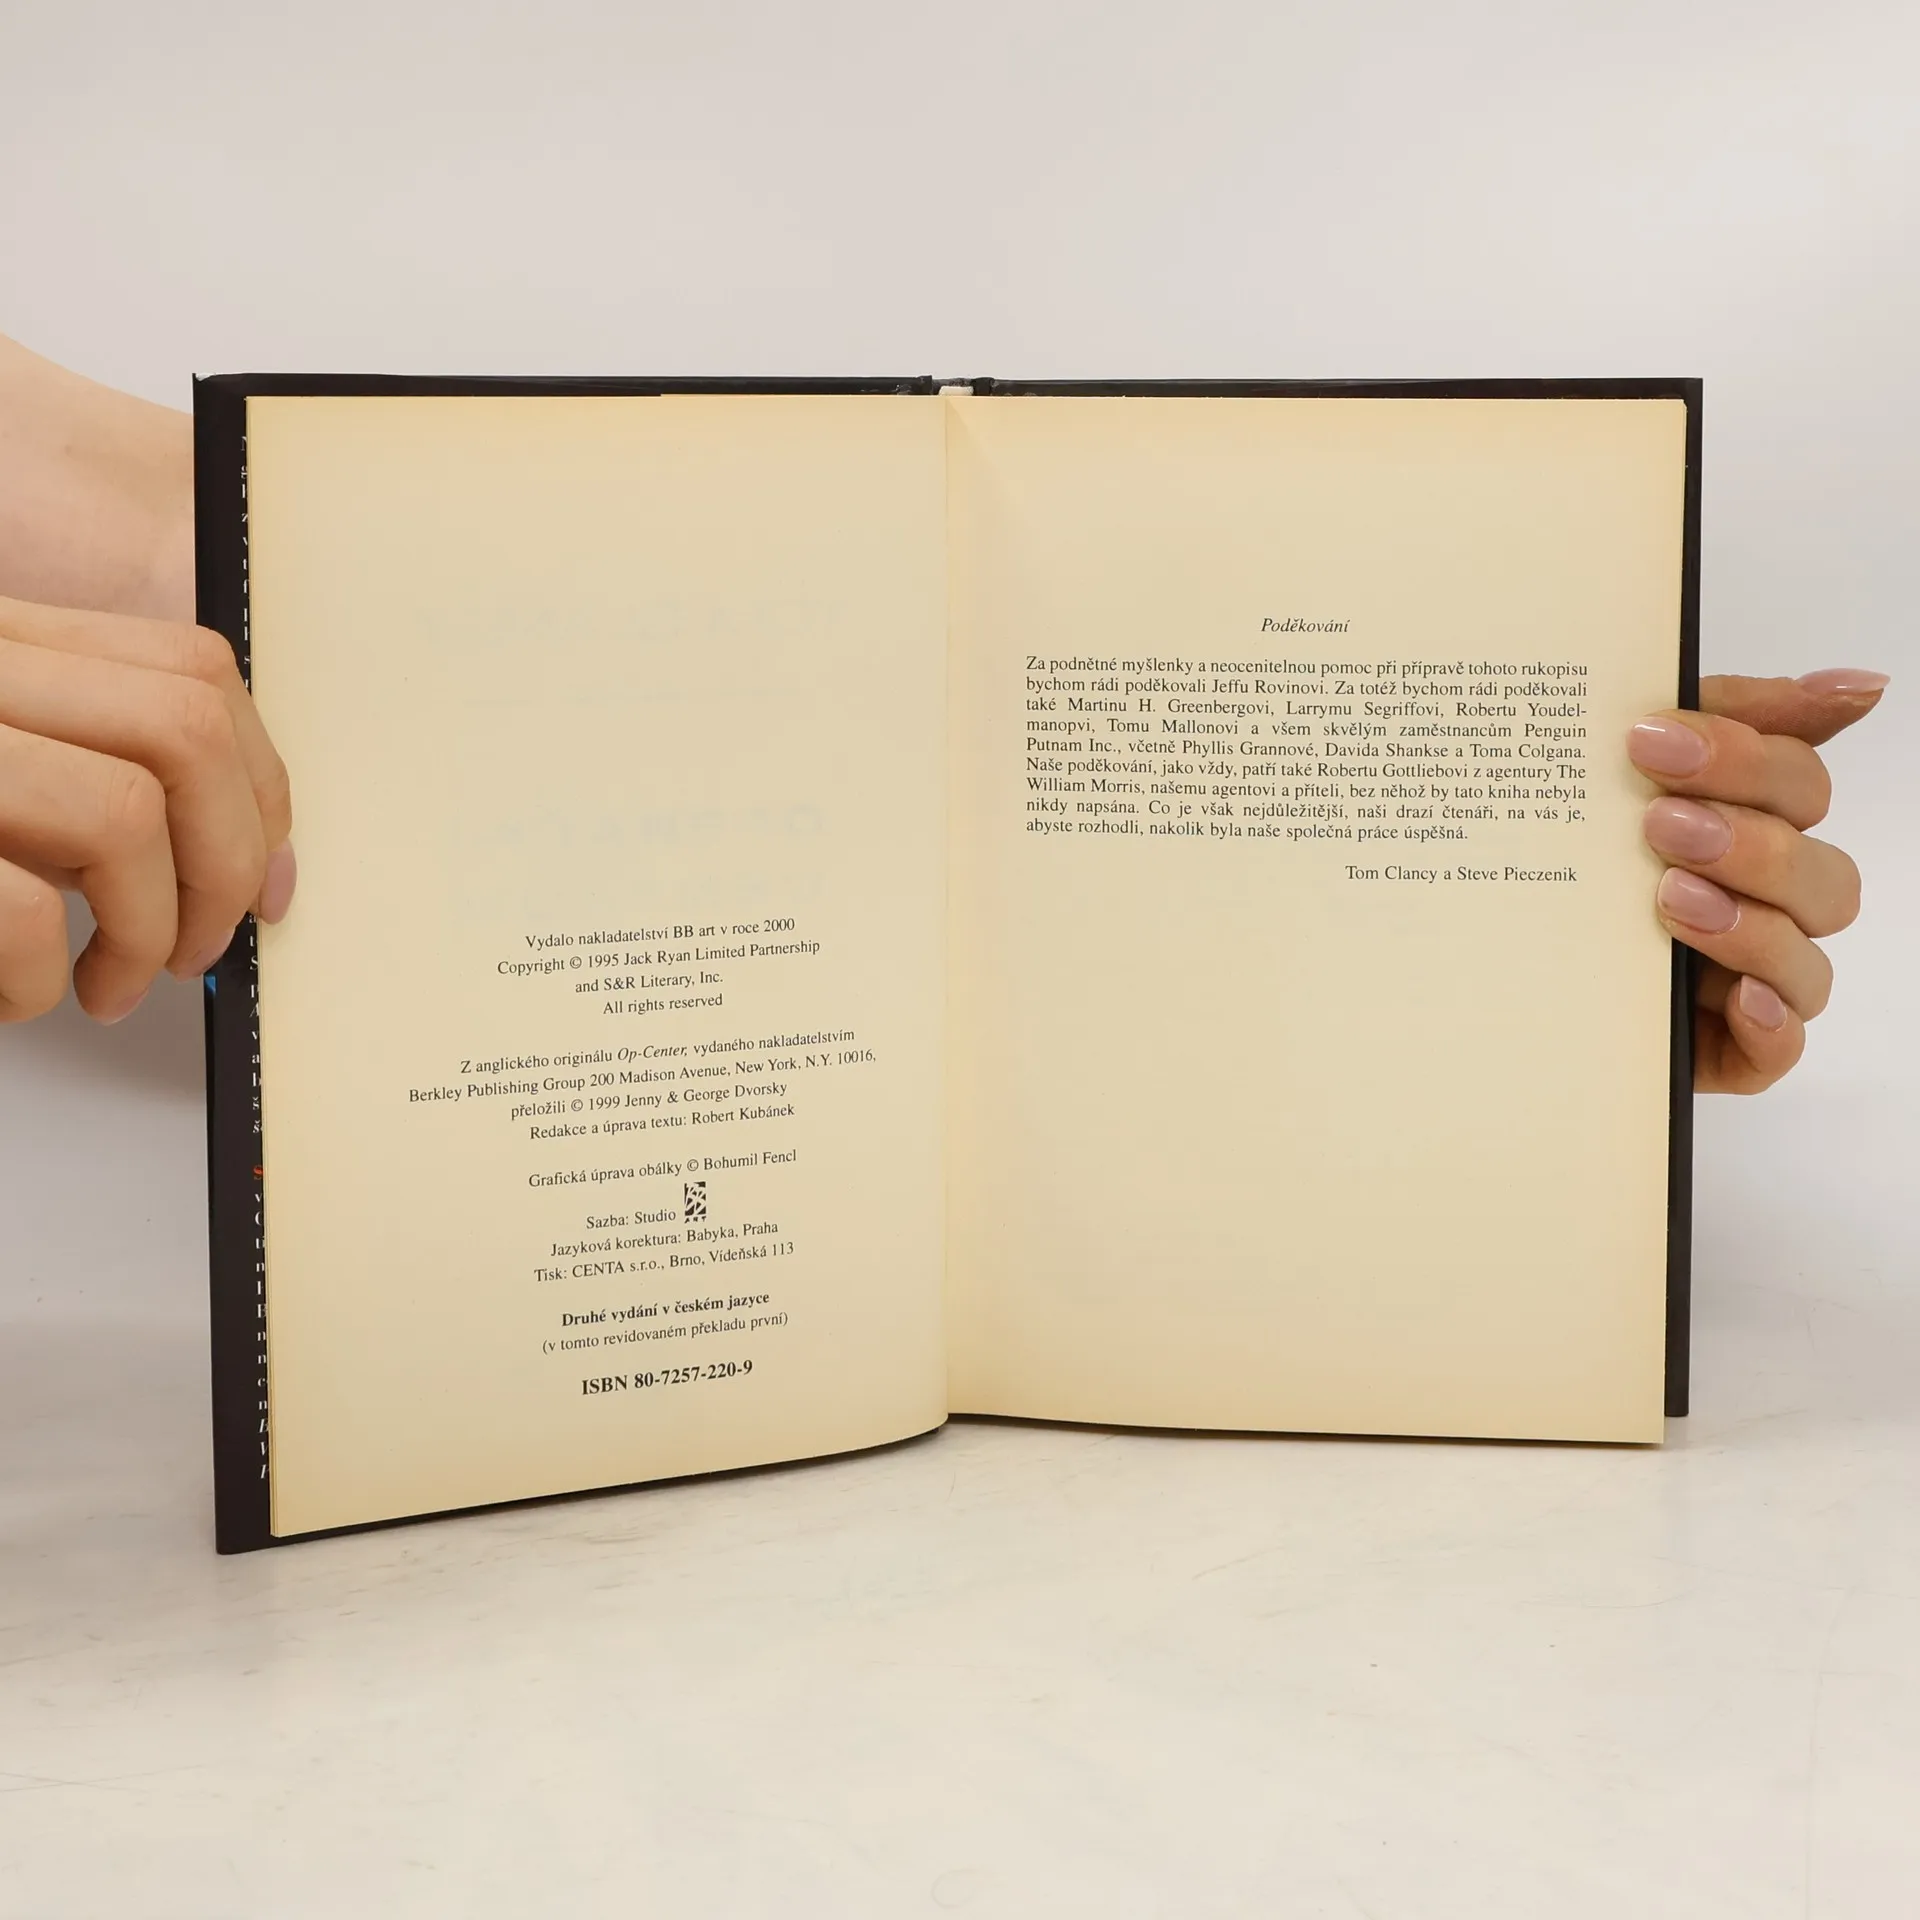 Vydalo nakladatelství BB art v roce 2000
Copyright © 1995 Jack Ryan Limited Partnership
and S&R Literary, Inc.
All rights reserved
Z anglického originálu Op-Center, vydaného nakladatelstvím
Berkley Publishing Group 200 Madison Avenue, New York, N.Y. 10016,
přeložili © 1999 Jenny & George Dvorsky
Redakce a úprava textu: Robert Kubánek
Grafická úprava obálky © Bohumil Fencl
Sazba: Studio BB ART
Jazyková korektura: Babyka, Praha
Tisk: CENTA s.r.o., Brno, Vídeňská 113
Druhé vydání v českém jazyce
(v tomto revidovaném překladu první)
ISBN 80-7257-220-9
Poděkování
Za podnětné myšlenky a neocenitelnou pomoc při přípravě tohoto rukopisu
bychom rádi poděkovali Jeffu Rovinovi. Za totéž bychom rádi poděkovali
také Martinu H. Greenbergovi, Larrymu Segriffovi, Robertu Youdel-
manopvi, Tomu Mallonovi a všem skvělým zaměstnancům Penguin
Putnam Inc., včetně Phyllis Grannové, Davida Shankse a Toma Colgana.
Naše poděkování, jako vždy, patří také Robertu Gottliebovi z agentury The
William Morris, našemu agentovi a příteli, bez něhož by tato kniha nebyla
nikdy napsána. Co je však nejdůležitější, naši drazí čtenáři, na vás je,
abyste rozhodli, nakolik byla naše společná práce úspěšná.
Tom Clancy a Steve Pieczenik